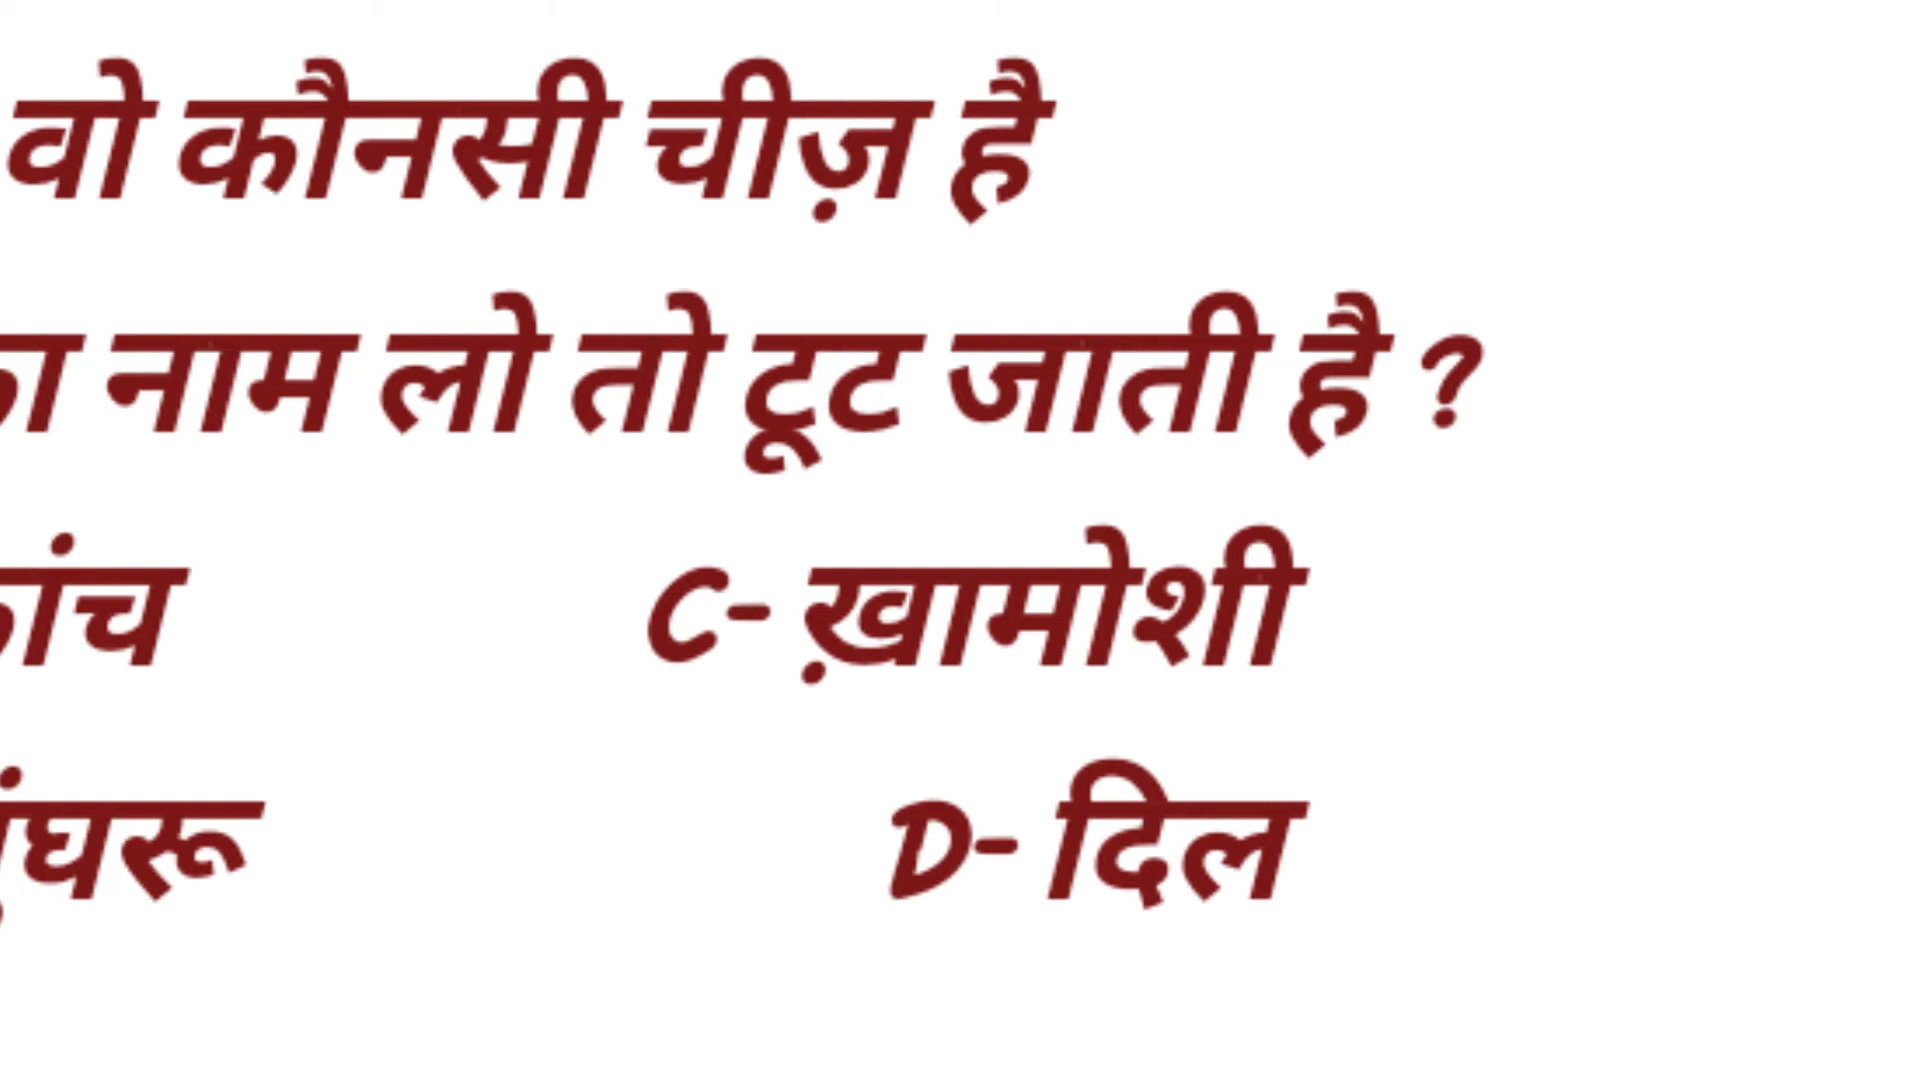 वो कौनसी चीज़ है
नाम लो तो टूट जाती है ?
C- ख़ामोशी
D- दिल